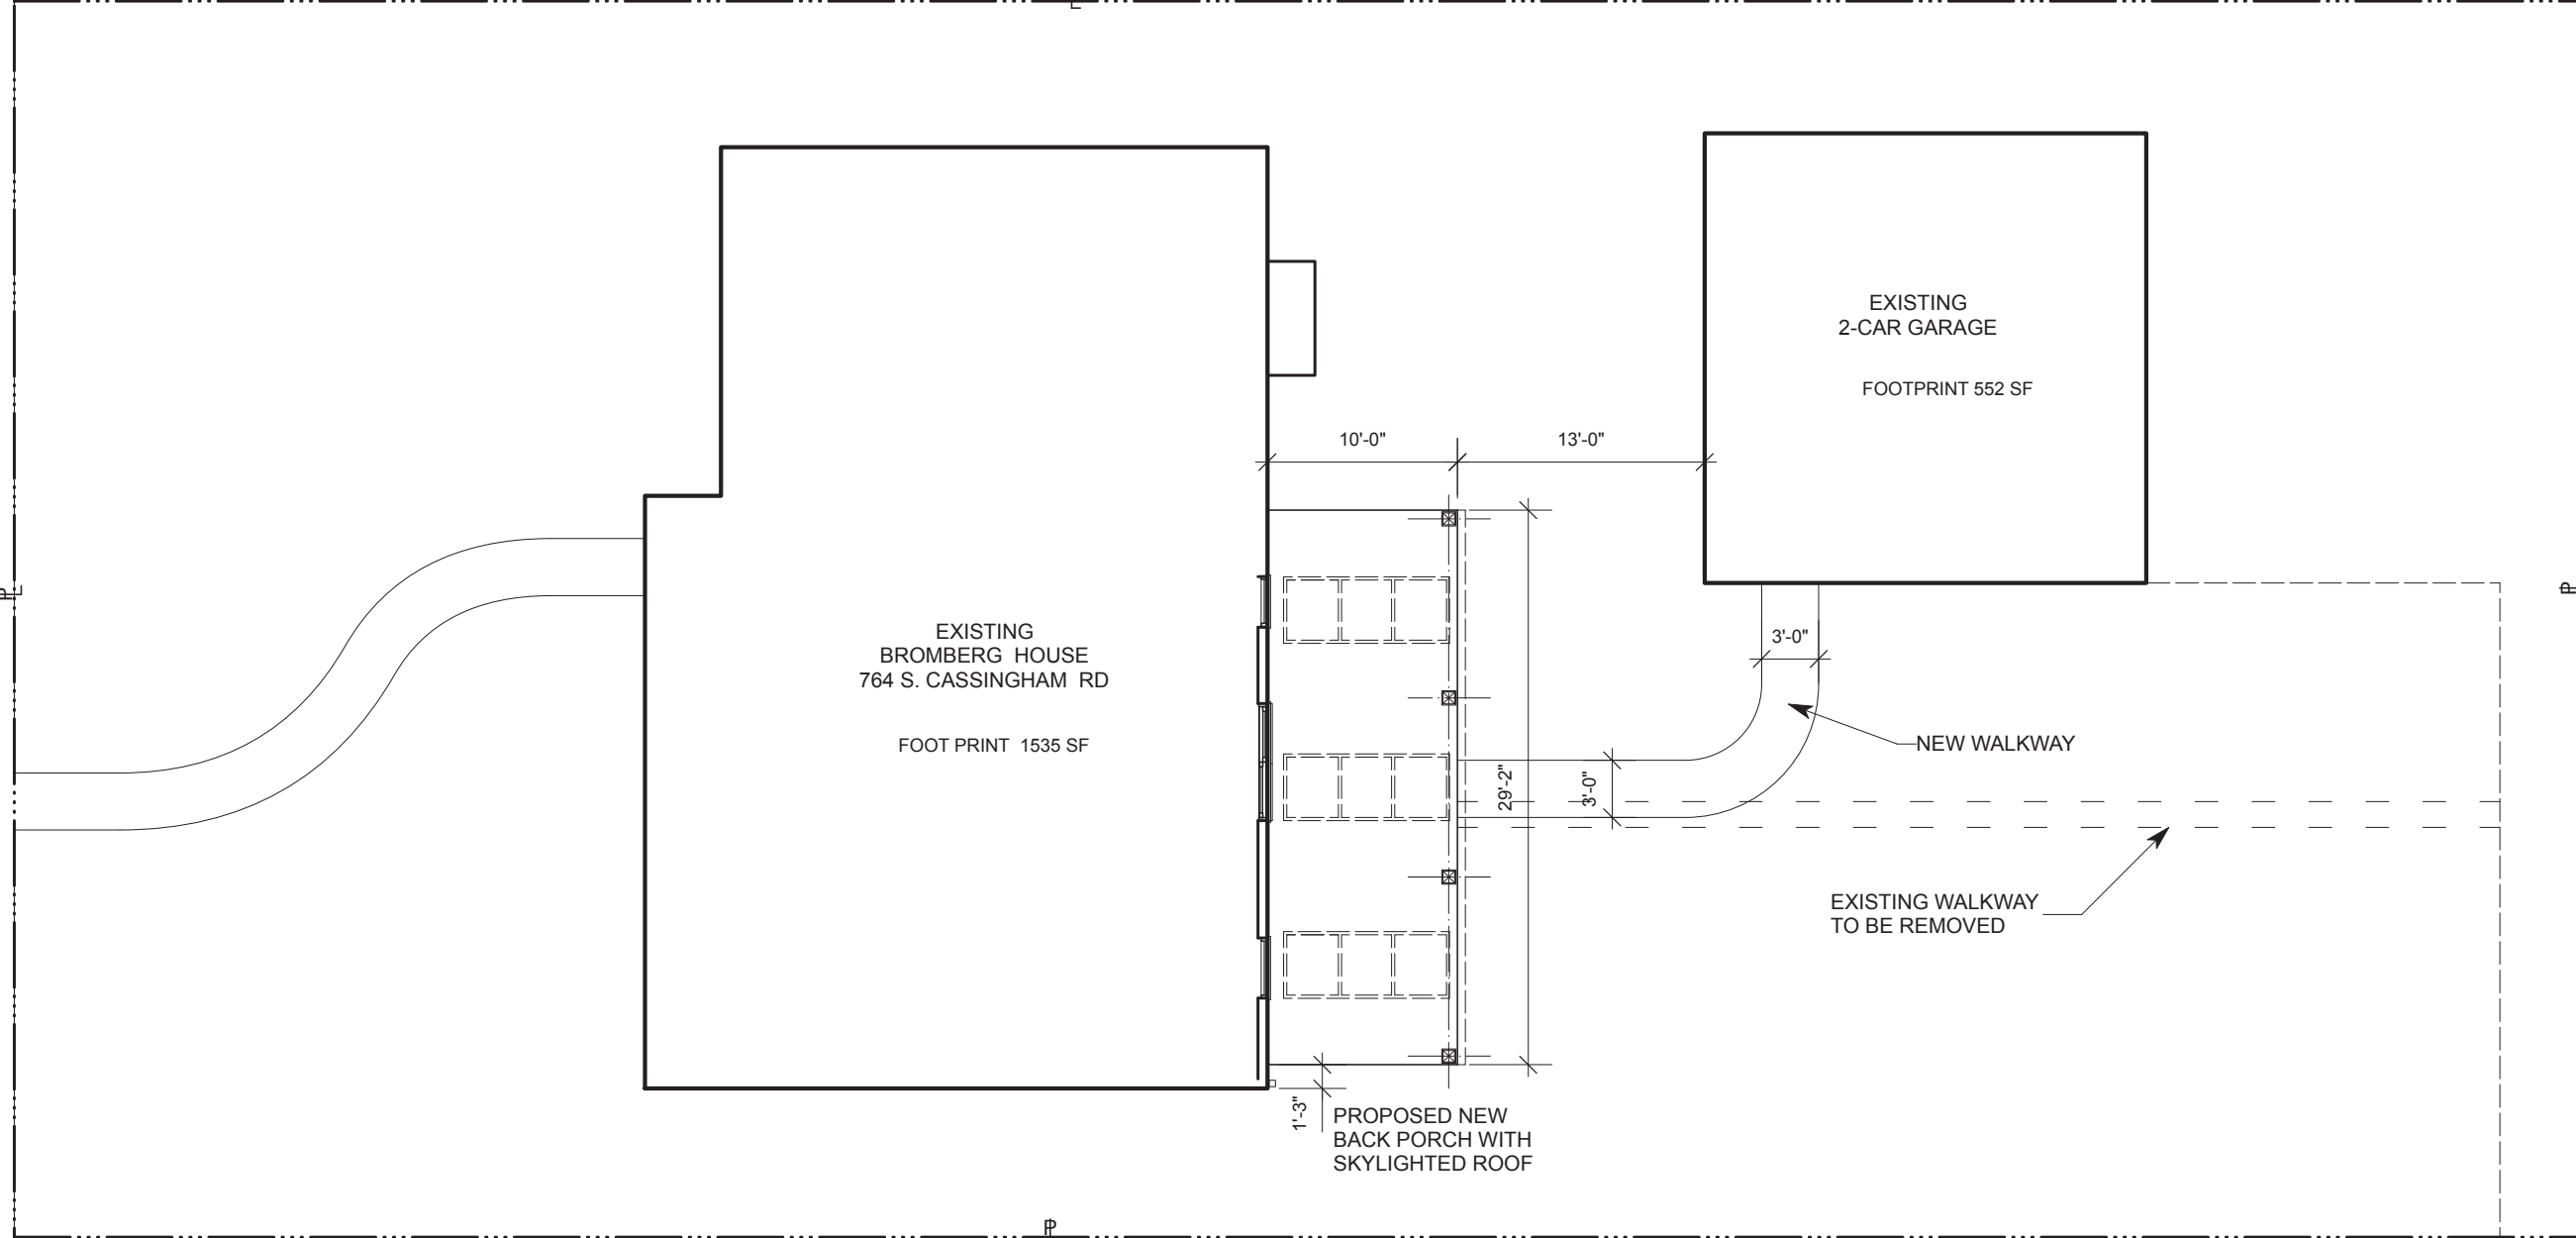 EXISTING
2-CAR GARAGE
FOOTPRINT 552 SF
10'-0"
13'-0"
EXISTING
BROMBERG HOUSE
764 S. CASSINGHAM RD
FOOT PRINT 1535 SF
3'-0"
NEW WALKWAY
29'-2"
3'-0"
EXISTING WALKWAY
TO BE REMOVED
1'-3"
PROPOSED NEW
BACK PORCH WITH
SKYLIGHTED ROOF